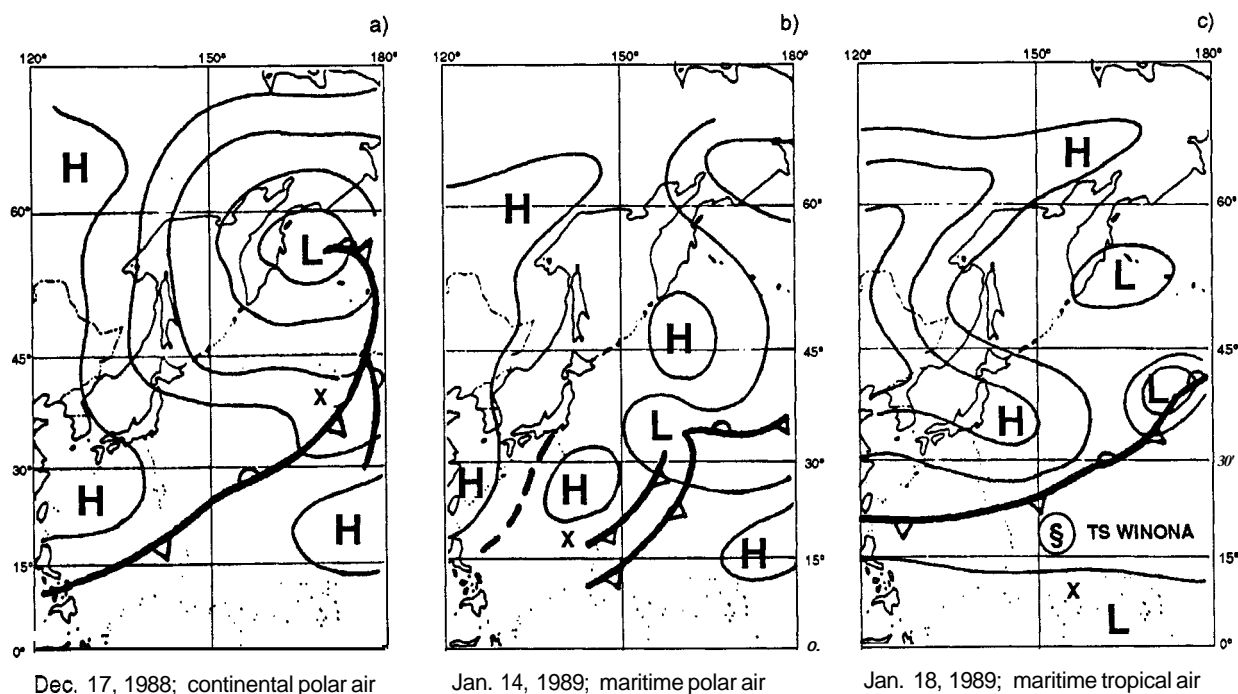 a)
120° 150° 180°
H
60°
L
45°
X
30°
H
H
15°
0°
Dec. 17, 1988; continental polar air
b)
150° 180°
H
60°
H
45°
L
30°
H
H
X
H
15°
0.
Jan. 14, 1989; maritime polar air
c)
120° 150° 180°
H
60°
L
45°
L
H
30'
§ TS WINONA
15°
X
L
0°
Jan. 18, 1989; maritime tropical air